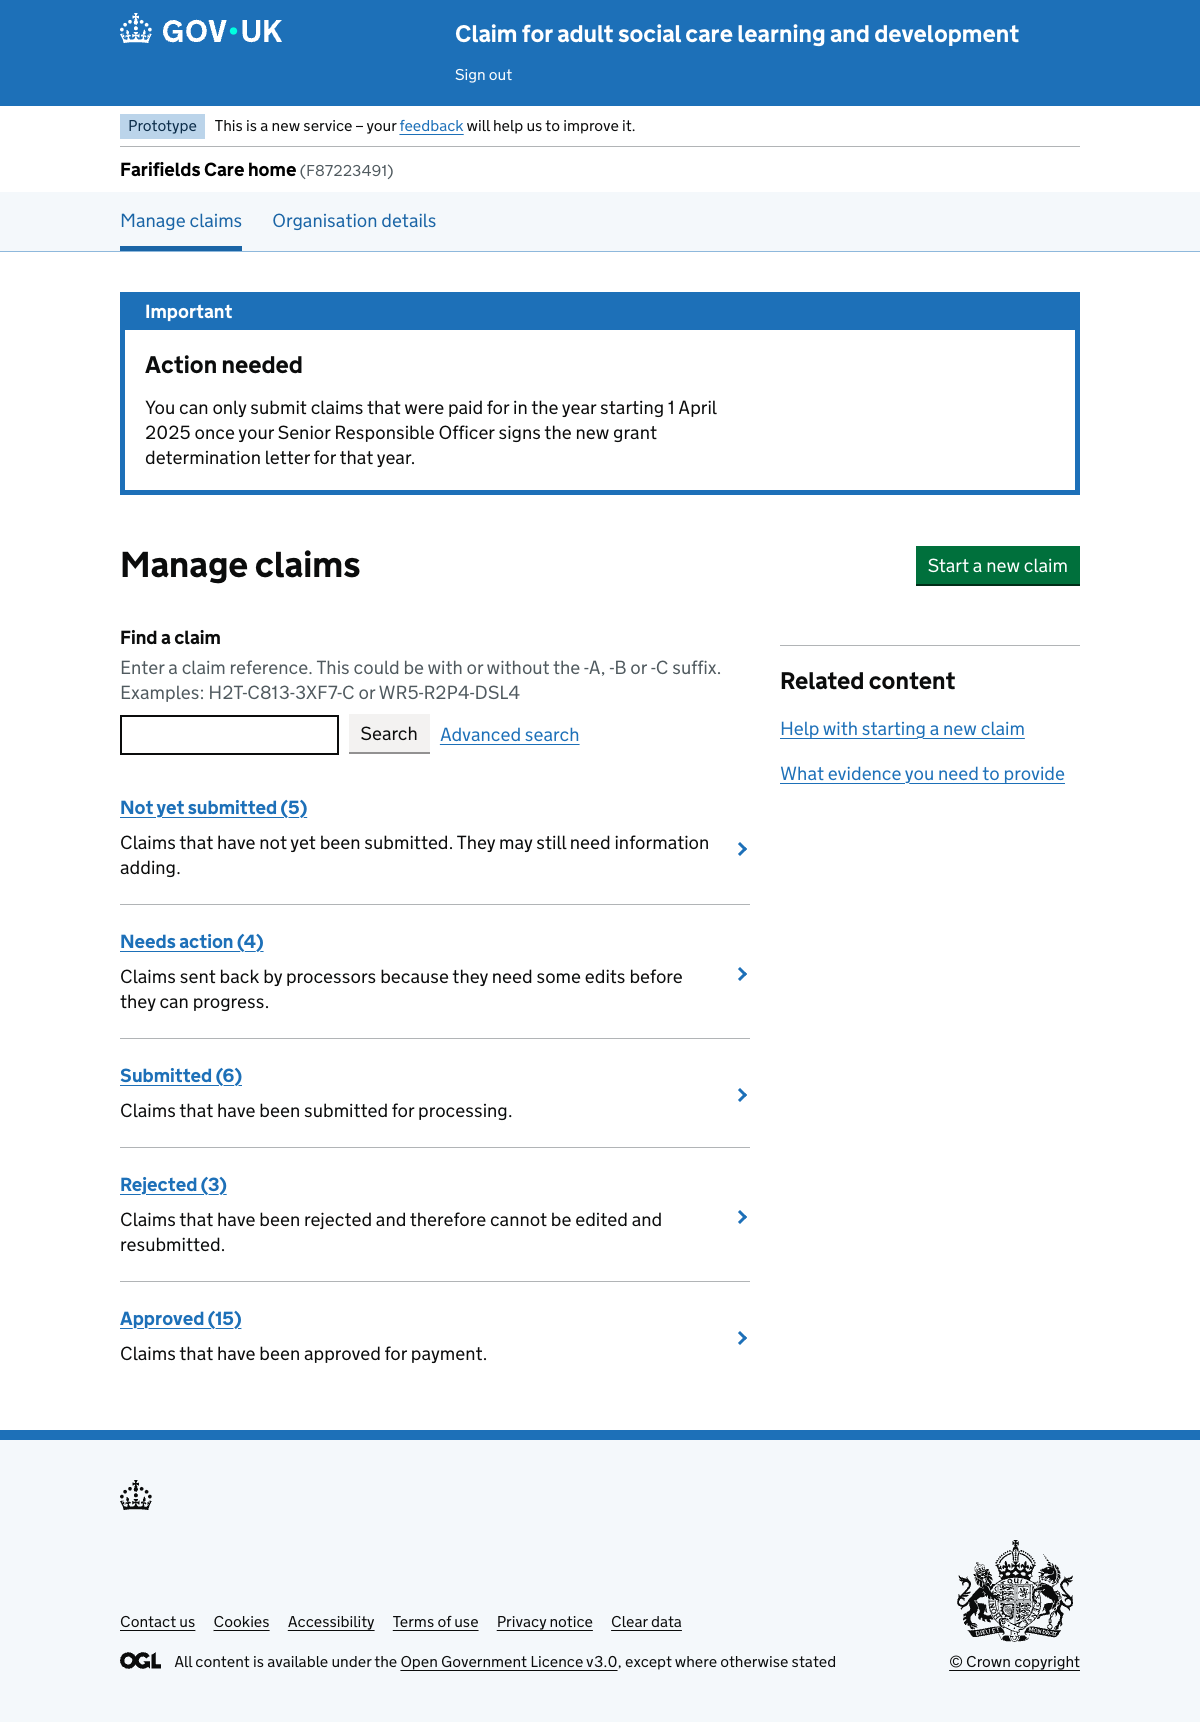 GOV·UK
Claim for adult social care learning and development
Sign out
Prototype This is a new service – your feedback will help us to improve it.
Farifields Care home (F87223491)
Manage claims Organisation details
Important
Action needed
You can only submit claims that were paid for in the year starting 1 April
2025 once your Senior Responsible Officer signs the new grant
determination letter for that year.
Manage claims
Start a new claim
Find a claim
Enter a claim reference. This could be with or without the -A, -B or -C suffix.
Examples: H2T-C813-3XF7-C or WR5-R2P4-DSL4
Search Advanced search
Not yet submitted (5)
Claims that have not yet been submitted. They may still need information
adding.
Needs action (4)
Claims sent back by processors because they need some edits before
they can progress.
Submitted (6)
Claims that have been submitted for processing.
Rejected (3)
Claims that have been rejected and therefore cannot be edited and
resubmitted.
Approved (15)
Claims that have been approved for payment.
Related content
Help with starting a new claim
What evidence you need to provide
Contact us Cookies Accessibility Terms of use Privacy notice Clear data
OGL All content is available under the Open Government Licence v3.0, except where otherwise stated
© Crown copyright